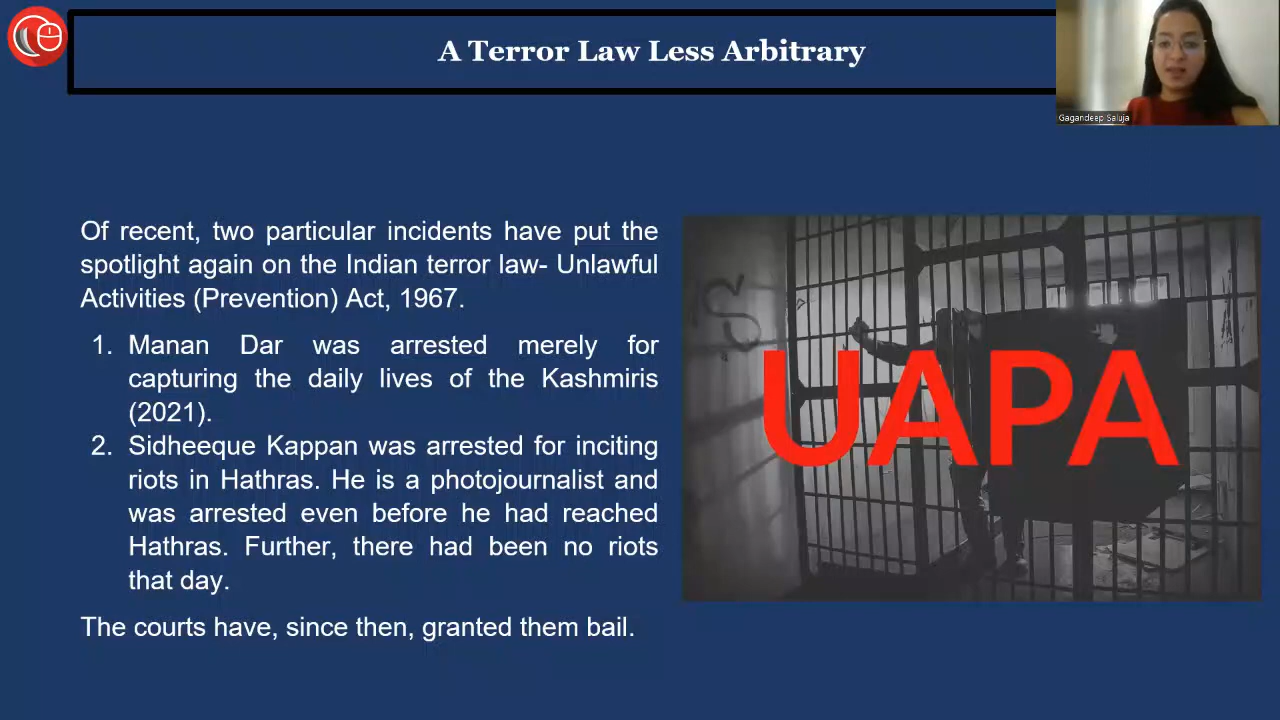 A Terror Law Less Arbitrary
Gagandeep Saluja
Of recent, two particular incidents have put the
spotlight again on the Indian terror law- Unlawful
Activities (Prevention) Act, 1967.
1. Manan Dar was arrested merely for
capturing the daily lives of the Kashmiris
(2021).
2. Sidheeque Kappan was arrested for inciting
riots in Hathras. He is a photojournalist and
was arrested even before he had reached
Hathras. Further, there had been no riots
that day.
The courts have, since then, granted them bail.
UAPA